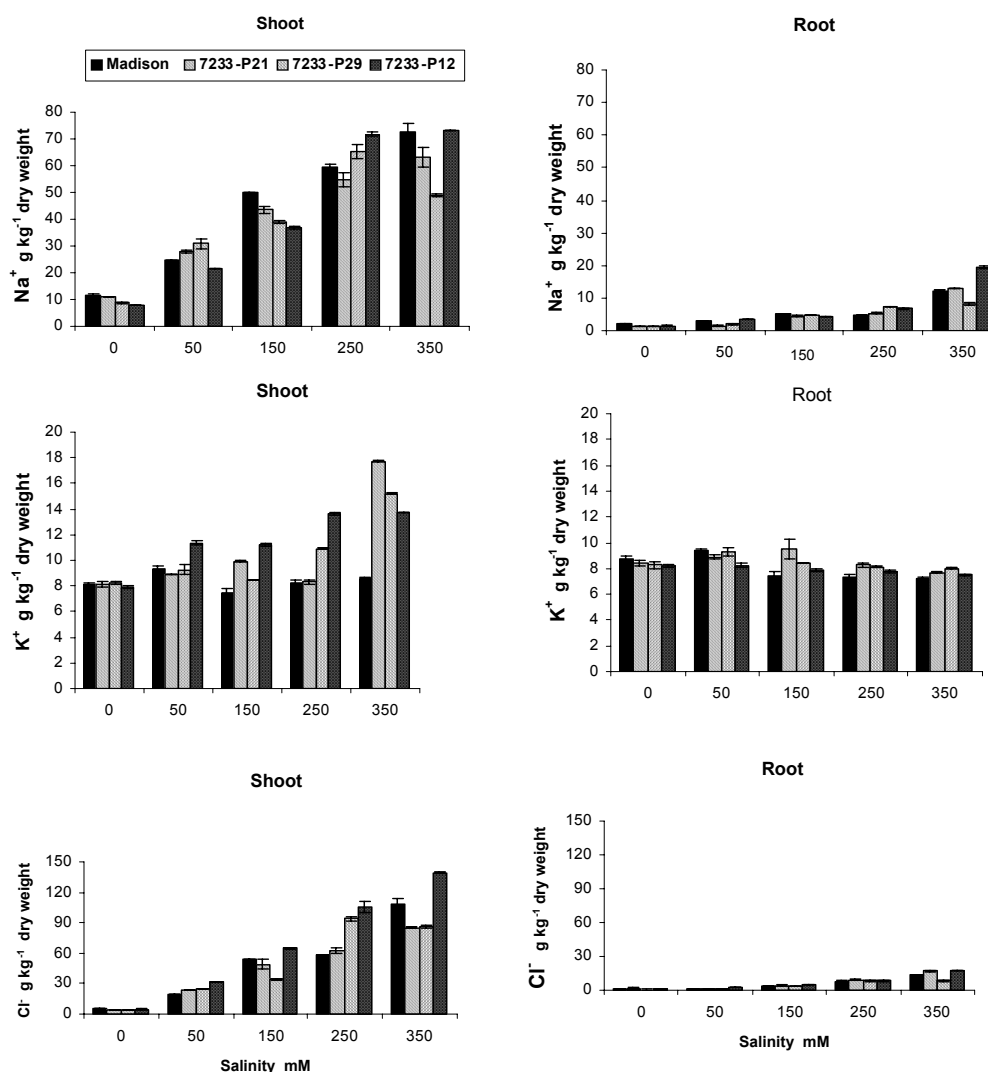 Shoot
Madison 7233-P21 7233-P29 7233-P12
Na⁺ g kg⁻¹ dry weight
80
70
60
50
40
30
20
10
0
0 50 150 250 350
Root
Na⁺ g kg⁻¹ dry weight
80
70
60
50
40
30
20
10
0
0 50 150 250 350
Shoot
K⁺ g kg⁻¹ dry weight
20
18
16
14
12
10
8
6
4
2
0
0 50 150 250 350
Root
K⁺ g kg⁻¹ dry weight
20
18
16
14
12
10
8
6
4
2
0
0 50 150 250 350
Shoot
Cl⁻ g kg⁻¹ dry weight
150
120
90
60
30
0
0 50 150 250 350
Salinity mM
Root
Cl⁻ g kg⁻¹ dry weight
150
120
90
60
30
0
0 50 150 250 350
Salinity mM